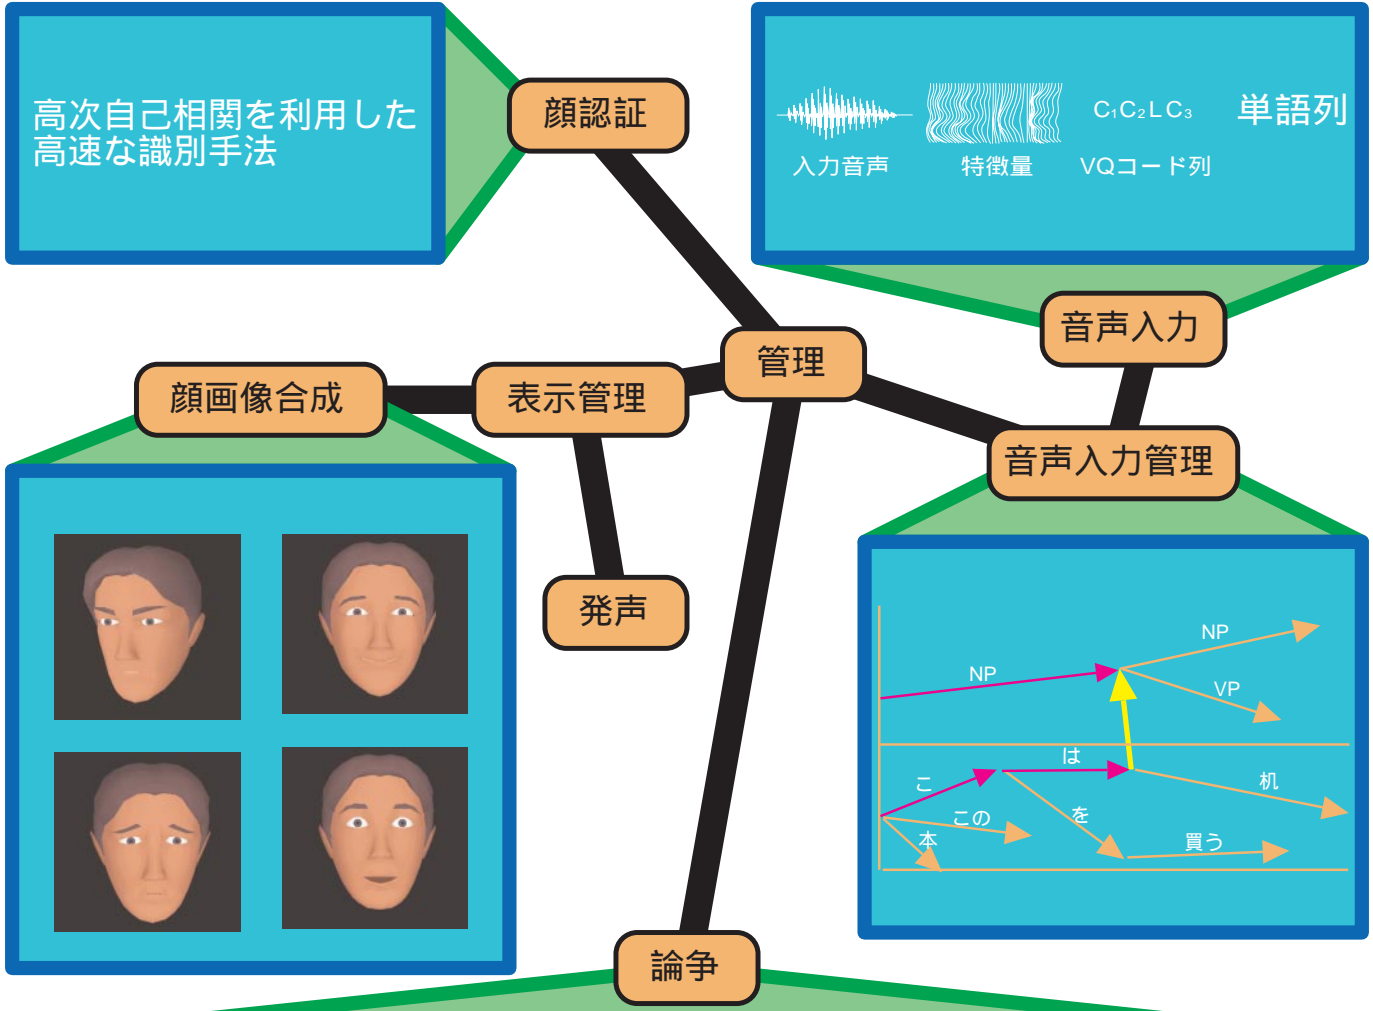 高次自己相関を利用した
高速な識別手法
顔認証
入力音声
特徴量
C₁C₂LC₃
VQコード列
単語列
音声入力
管理
顔画像合成
表示管理
音声入力管理
発声
NP
NP
VP
は
こ
この
本
を
買う
机
論争